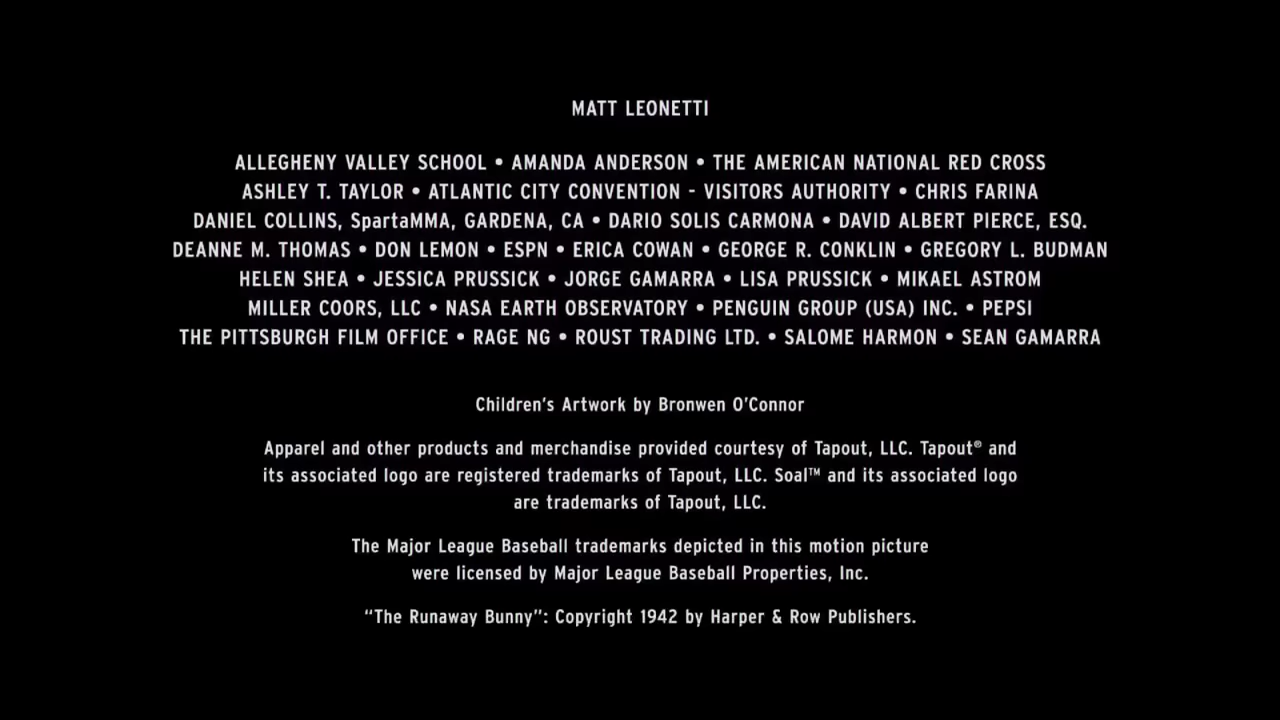 MATT LEONETTI
ALLEGHENY VALLEY SCHOOL • AMANDA ANDERSON • THE AMERICAN NATIONAL RED CROSS
ASHLEY T. TAYLOR • ATLANTIC CITY CONVENTION - VISITORS AUTHORITY • CHRIS FARINA
DANIEL COLLINS, SpartaMMA, GARDENA, CA • DARIO SOLIS CARMONA • DAVID ALBERT PIERCE, ESQ.
DEANNE M. THOMAS • DON LEMON • ESPN • ERICA COWAN • GEORGE R. CONKLIN • GREGORY L. BUDMAN
HELEN SHEA • JESSICA PRUSSICK • JORGE GAMARRA • LISA PRUSSICK • MIKAEL ASTROM
MILLER COORS, LLC • NASA EARTH OBSERVATORY • PENGUIN GROUP (USA) INC. • PEPSI
THE PITTSBURGH FILM OFFICE • RAGE NG • ROUST TRADING LTD. • SALOME HARMON • SEAN GAMARRA
Children's Artwork by Bronwen O'Connor
Apparel and other products and merchandise provided courtesy of Tapout, LLC. Tapout® and
its associated logo are registered trademarks of Tapout, LLC. Soal™ and its associated logo
are trademarks of Tapout, LLC.
The Major League Baseball trademarks depicted in this motion picture
were licensed by Major League Baseball Properties, Inc.
“The Runaway Bunny”: Copyright 1942 by Harper & Row Publishers.